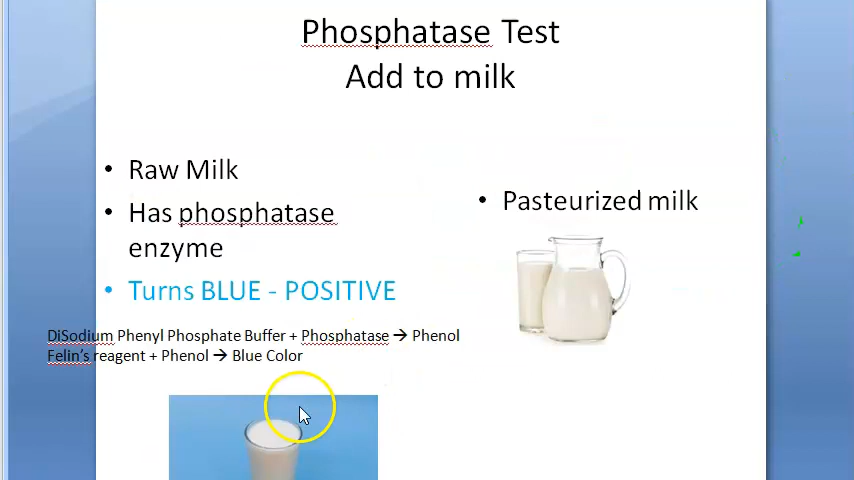 Phosphatase Test
Add to milk
• Raw Milk
• Has phosphatase
enzyme
• Turns BLUE - POSITIVE
• Pasteurized milk
DiSodium Phenyl Phosphate Buffer + Phosphatase → Phenol
Felin's reagent + Phenol → Blue Color